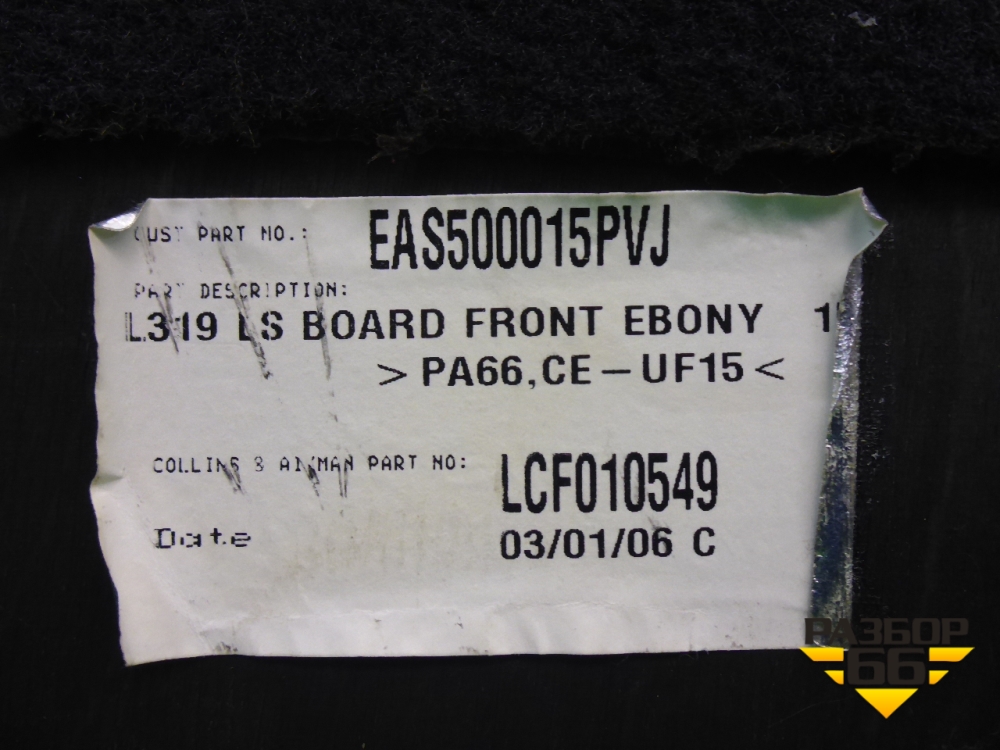 CUST PART NO.: EAS500015PVJ
PART DESCRIPTION:
L319 LS BOARD FRONT EBONY
>PA66,CE-UF15<
COLLINS & AIKMAN PART NO: LCF010549
Date 03/01/06 C
РАЗБОР
66